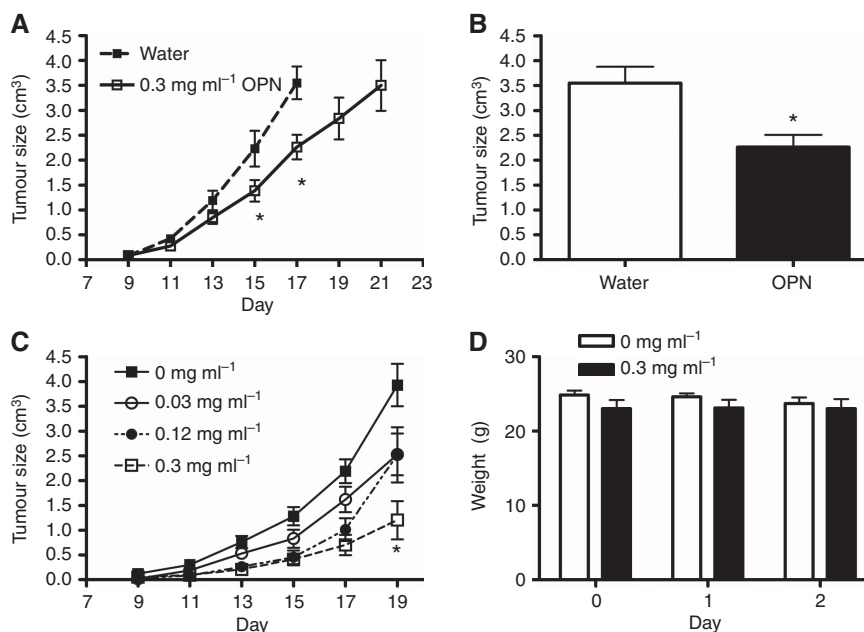 A
Water
0.3 mg ml⁻¹ OPN
Tumour size (cm³)
4.5
4.0
3.5
3.0
2.5
2.0
1.5
1.0
0.5
0.0
*
*
7 9 11 13 15 17 19 21 23
Day
B
Tumour size (cm³)
4.5
4.0
3.5
3.0
2.5
2.0
1.5
1.0
0.5
0.0
*
Water OPN
C
0 mg ml⁻¹
0.03 mg ml⁻¹
0.12 mg ml⁻¹
0.3 mg ml⁻¹
Tumour size (cm³)
4.5
4.0
3.5
3.0
2.5
2.0
1.5
1.0
0.5
0.0
*
7 9 11 13 15 17 19
Day
D
0 mg ml⁻¹
0.3 mg ml⁻¹
Weight (g)
30
20
10
0
0 1 2
Day